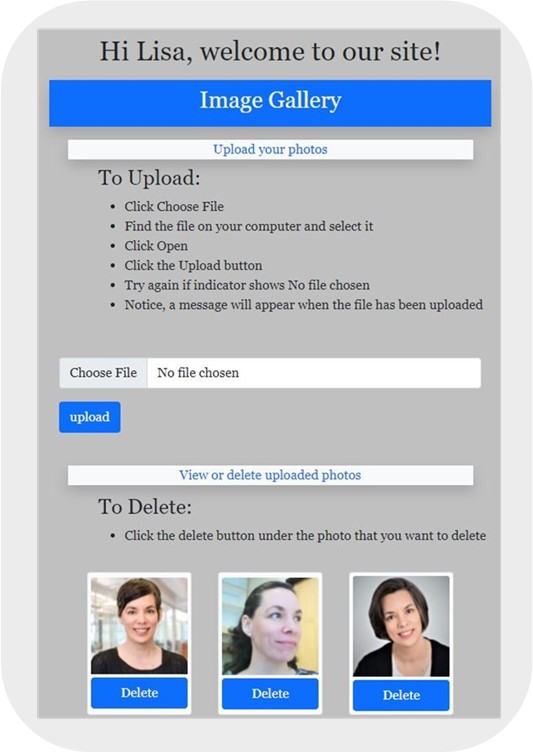 Hi Lisa, welcome to our site!
Image Gallery
Upload your photos
To Upload:
Click Choose File
Find the file on your computer and select it
Click Open
Click the Upload button
Try again if indicator shows No file chosen
Notice, a message will appear when the file has been uploaded
Choose File No file chosen
upload
View or delete uploaded photos
To Delete:
Click the delete button under the photo that you want to delete
Delete Delete Delete